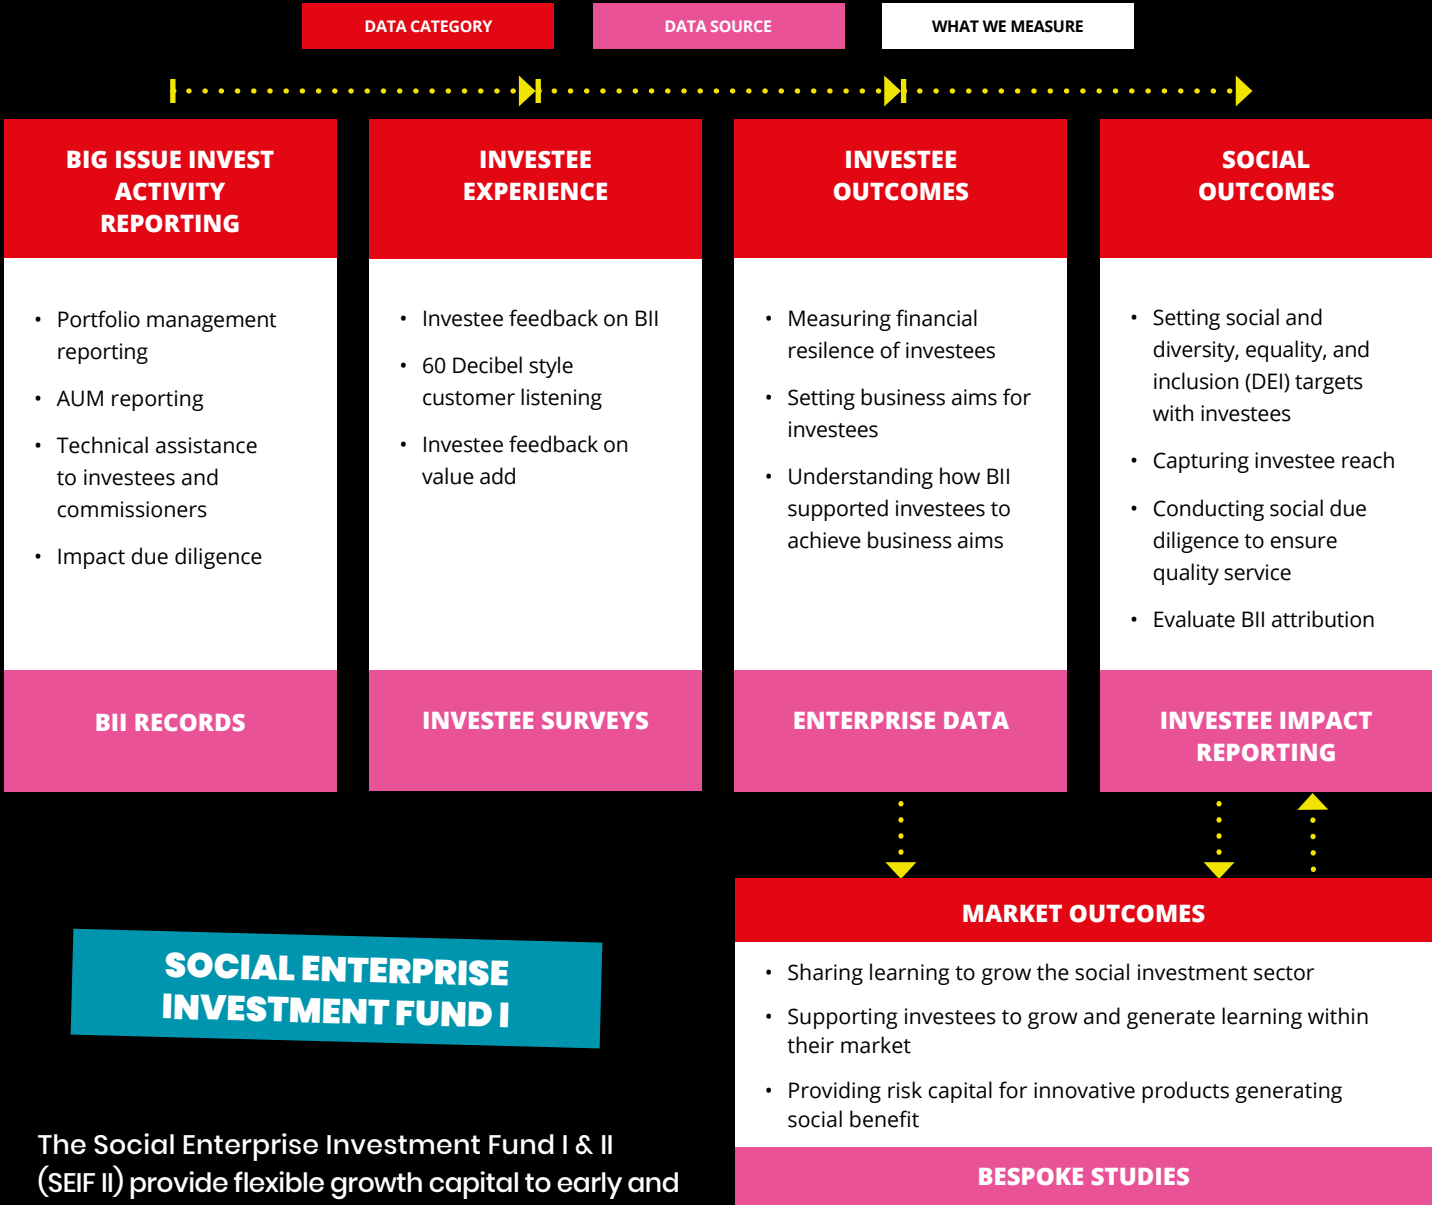 DATA CATEGORY
DATA SOURCE
WHAT WE MEASURE
BIG ISSUE INVEST
ACTIVITY
REPORTING
• Portfolio management
reporting
• AUM reporting
• Technical assistance
to investees and
commissioners
• Impact due diligence
BII RECORDS
INVESTEE
EXPERIENCE
• Investee feedback on BII
• 60 Decibel style
customer listening
• Investee feedback on
value add
INVESTEE SURVEYS
INVESTEE
OUTCOMES
• Measuring financial
resilence of investees
• Setting business aims for
investees
• Understanding how BII
supported investees to
achieve business aims
ENTERPRISE DATA
SOCIAL
OUTCOMES
• Setting social and
diversity, equality, and
inclusion (DEI) targets
with investees
• Capturing investee reach
• Conducting social due
diligence to ensure
quality service
• Evaluate BII attribution
INVESTEE IMPACT
REPORTING
MARKET OUTCOMES
• Sharing learning to grow the social investment sector
• Supporting investees to grow and generate learning within
their market
• Providing risk capital for innovative products generating
social benefit
BESPOKE STUDIES
SOCIAL ENTERPRISE
INVESTMENT FUND I
The Social Enterprise Investment Fund I & II
(SEIF II) provide flexible growth capital to early and